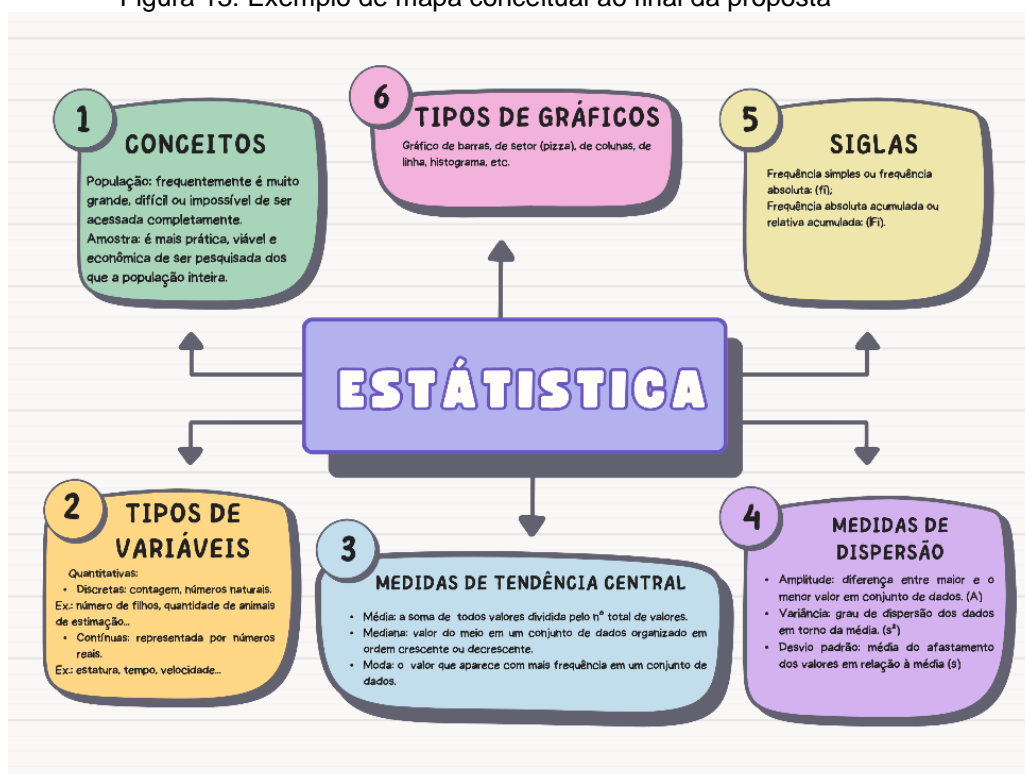 Figura 13: Exemplo de mapa conceitual ao final da proposta
1
CONCEITOS
População: frequentemente é muito
grande, difícil ou impossível de ser
acessada completamente.
Amostra: é mais prática, viável e
econômica de ser pesquisada dos
que a população inteira.
6
TIPOS DE GRÁFICOS
Gráfico de barras, de setor (pizza), de colunas, de
linha, histograma, etc.
5
SIGLAS
Frequência simples ou frequência
absoluta: (fi);
Frequência absoluta acumulada ou
relativa acumulada: (Fi).
ESTÁTISTICA
2
TIPOS DE
VARIÁVEIS
Quantitativas:
• Discretas: contagem, números naturais.
Ex.: número de filhos, quantidade de animais
de estimação...
• Contínuas: representada por números
reais.
Ex.: estatura, tempo, velocidade...
3
MEDIDAS DE TENDÊNCIA CENTRAL
• Média: a soma de todos valores dividida pelo n° total de valores.
• Mediana: valor do meio em um conjunto de dados organizado em
ordem crescente ou decrescente.
• Moda: o valor que aparece com mais frequência em um conjunto de
dados.
4
MEDIDAS DE
DISPERSÃO
• Amplitude: diferença entre maior e o
menor valor em conjunto de dados. (A)
• Variância: grau de dispersão dos dados
em torno da média. (s²)
• Desvio padrão: média do afastamento
dos valores em relação à média (s)